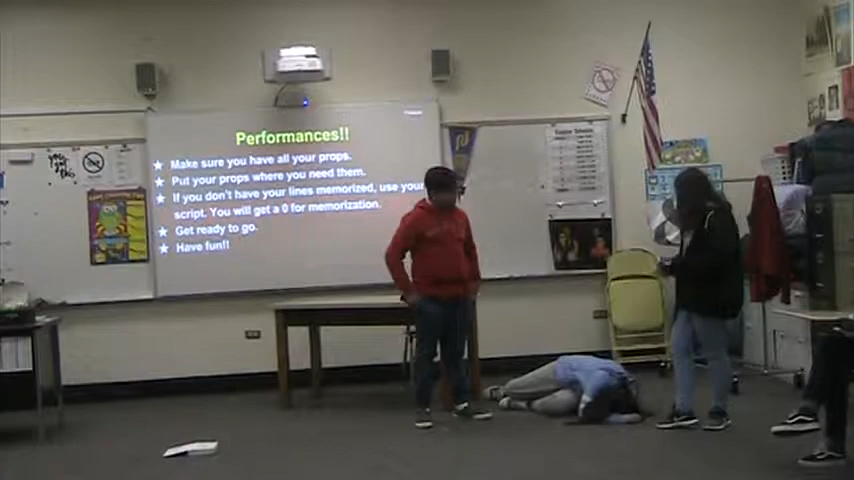 Performances!!
Make sure you have all your props.
Put your props where you need them.
If you don't have your lines memorized, use your
script. You will get a 0 for memorization.
Get ready to go.
Have fun!!